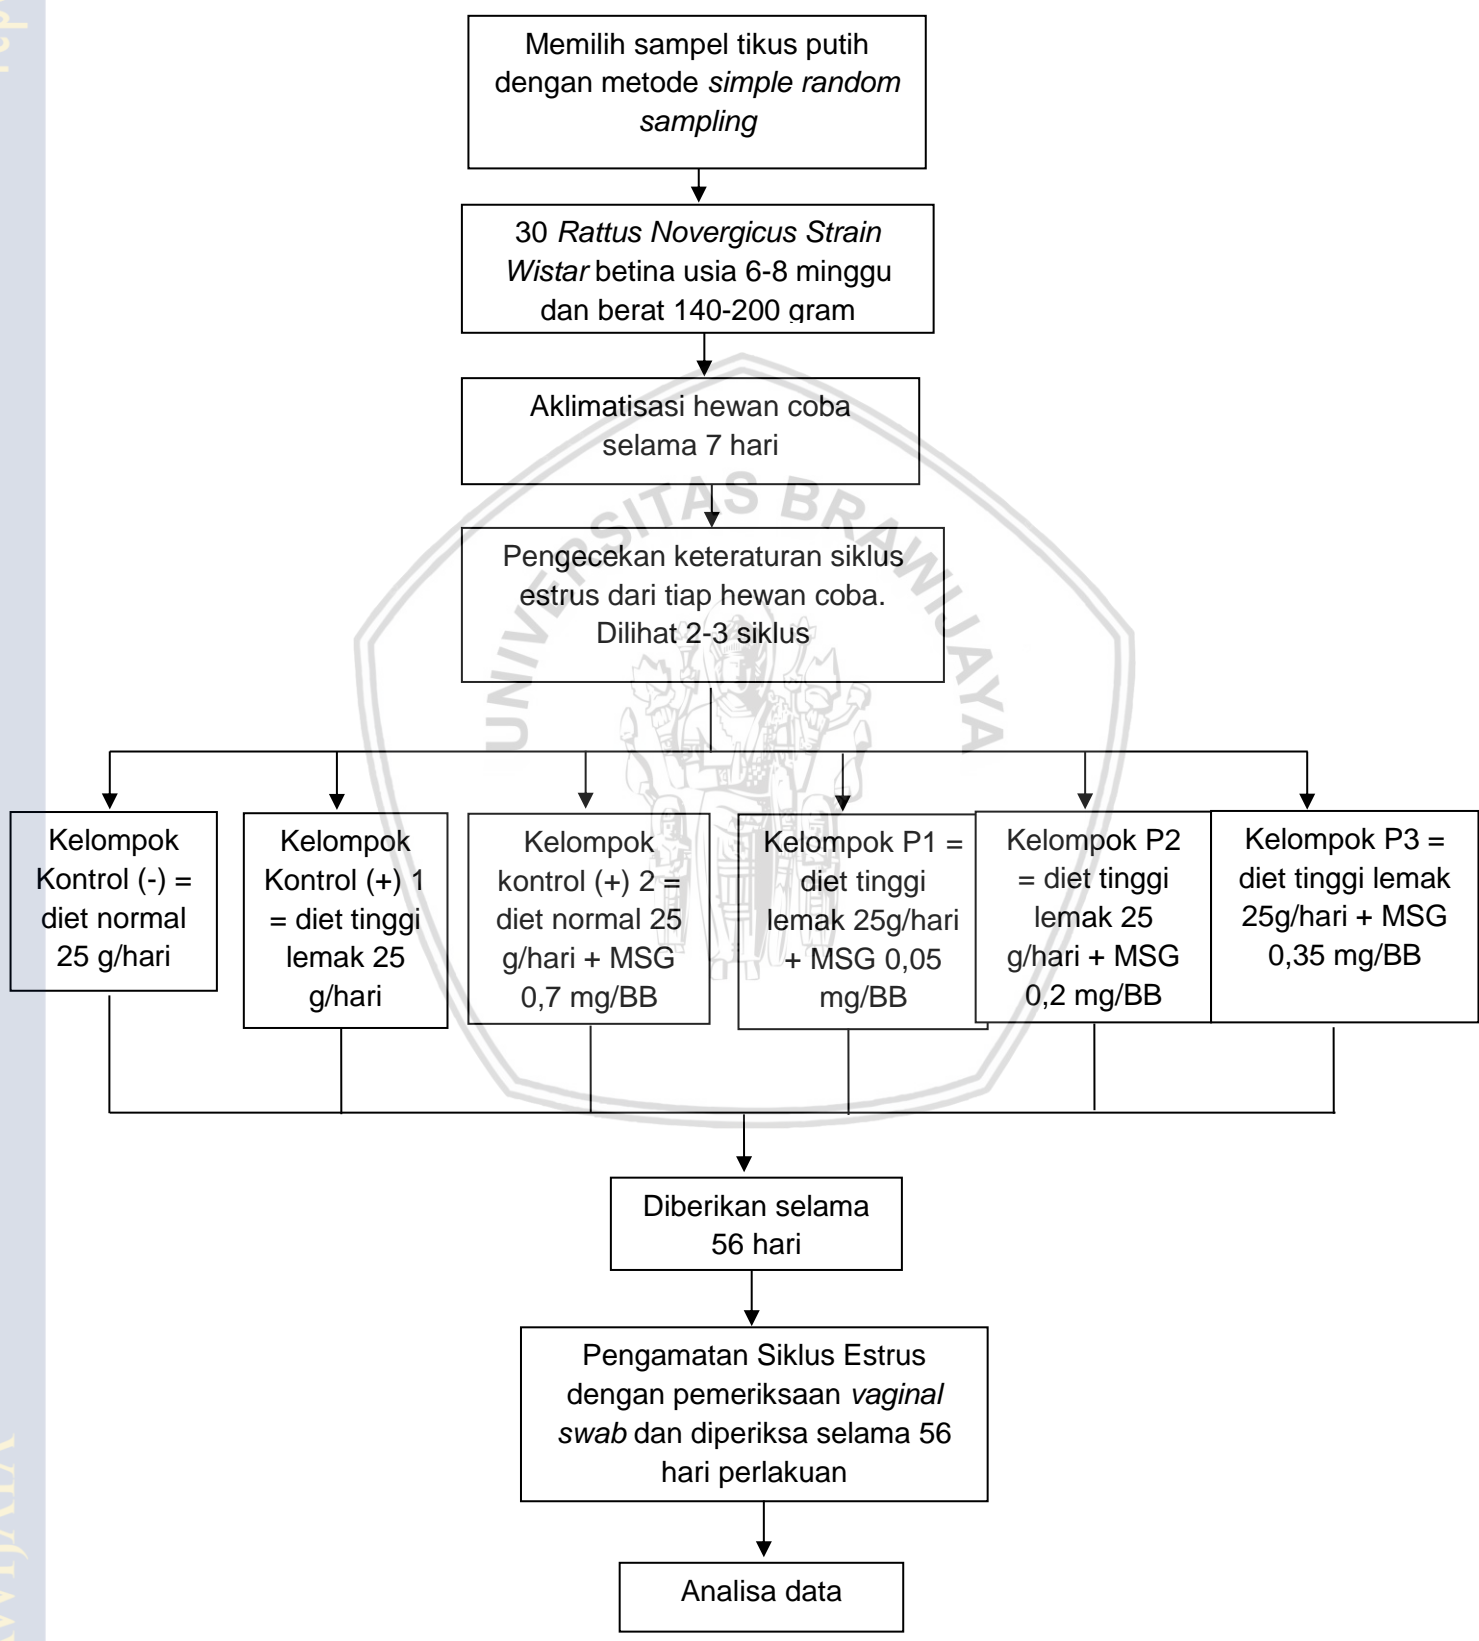 Memilih sampel tikus putih
dengan metode simple random
sampling
30 Rattus Novergicus Strain
Wistar betina usia 6-8 minggu
dan berat 140-200 gram
Aklimatisasi hewan coba
selama 7 hari
UNIVERSITAS BRAWIJAYA
Pengecekan keteraturan siklus
estrus dari tiap hewan coba.
Dilihat 2-3 siklus
Kelompok
Kontrol (-) =
diet normal
25 g/hari
Kelompok
Kontrol (+) 1
= diet tinggi
lemak 25
g/hari
Kelompok
kontrol (+) 2 =
diet normal 25
g/hari + MSG
0,7 mg/BB
Kelompok P1 =
diet tinggi
lemak 25g/hari
+ MSG 0,05
mg/BB
Kelompok P2
= diet tinggi
lemak 25
g/hari + MSG
0,2 mg/BB
Kelompok P3 =
diet tinggi lemak
25g/hari + MSG
0,35 mg/BB
Diberikan selama
56 hari
Pengamatan Siklus Estrus
dengan pemeriksaan vaginal
swab dan diperiksa selama 56
hari perlakuan
Analisa data